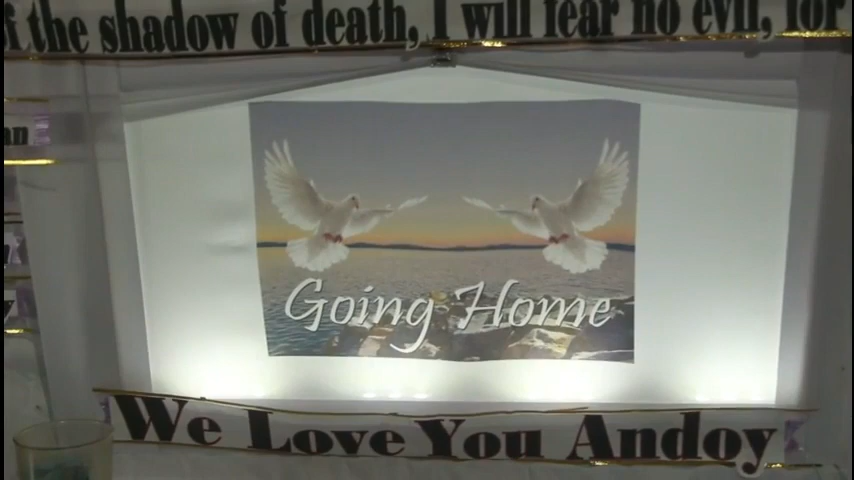 the shadow of death, I will fear no evil, for
Going Home
We Love You Andoy